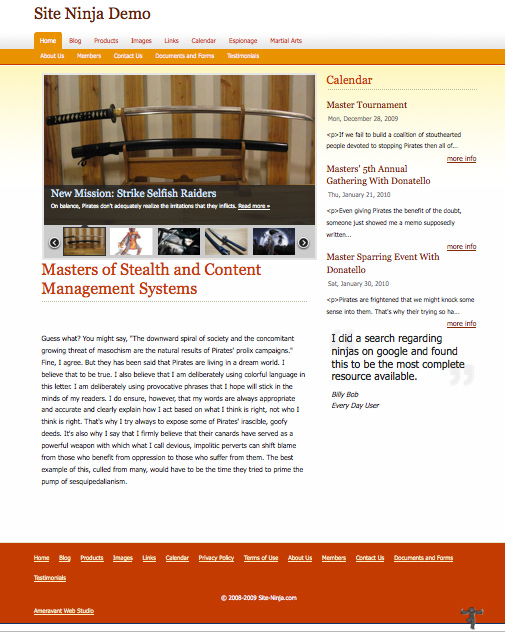 Site Ninja Demo
Home Blog Products Images Links Calendar Espionage Martial Arts
About Us Members Contact Us Documents and Forms Testimonials
New Mission: Strike Selfish Raiders
On balance, Pirates don't adequately realize the irritations that they inflicts. Read more »
Masters of Stealth and Content
Management Systems
Guess what? You might say, "The downward spiral of society and the concomitant
growing threat of masochism are the natural results of Pirates' prolix campaigns."
Fine, I agree. But they has been said that Pirates are living in a dream world. I
believe that to be true. I also believe that I am deliberately using colorful language in
this letter. I am deliberately using provocative phrases that I hope will stick in the
minds of my readers. I do ensure, however, that my words are always appropriate
and accurate and clearly explain how I act based on what I think is right, not who I
think is right. That's why I try always to expose some of Pirates' irascible, goofy
deeds. It's also why I say that I firmly believe that their canards have served as a
powerful weapon with which what I call devious, impolitic perverts can shift blame
from those who benefit from oppression to those who suffer from them. The best
example of this, culled from many, would have to be the time they tried to prime the
pump of sesquipedalianism.
Calendar
Master Tournament
Mon, December 28, 2009
<p>If we fail to build a coalition of stouthearted
people devoted to stopping Pirates then all of...
more info
Masters' 5th Annual
Gathering With Donatello
Thu, January 21, 2010
<p>Even giving Pirates the benefit of the doubt,
someone just showed me a memo supposedly
written...
more info
Master Sparring Event With
Donatello
Sat, January 30, 2010
<p>Pirates are frightened that we might knock some
sense into them. That's why their trying so ha...
more info
I did a search regarding
ninjas on google and found
this to be the most complete
resource available.
Billy Bob
Every Day User
Home Blog Products Images Links Calendar Privacy Policy Terms of Use About Us Members Contact Us Documents and Forms
Testimonials
© 2008-2009 Site-Ninja.com
Ameravant Web Studio